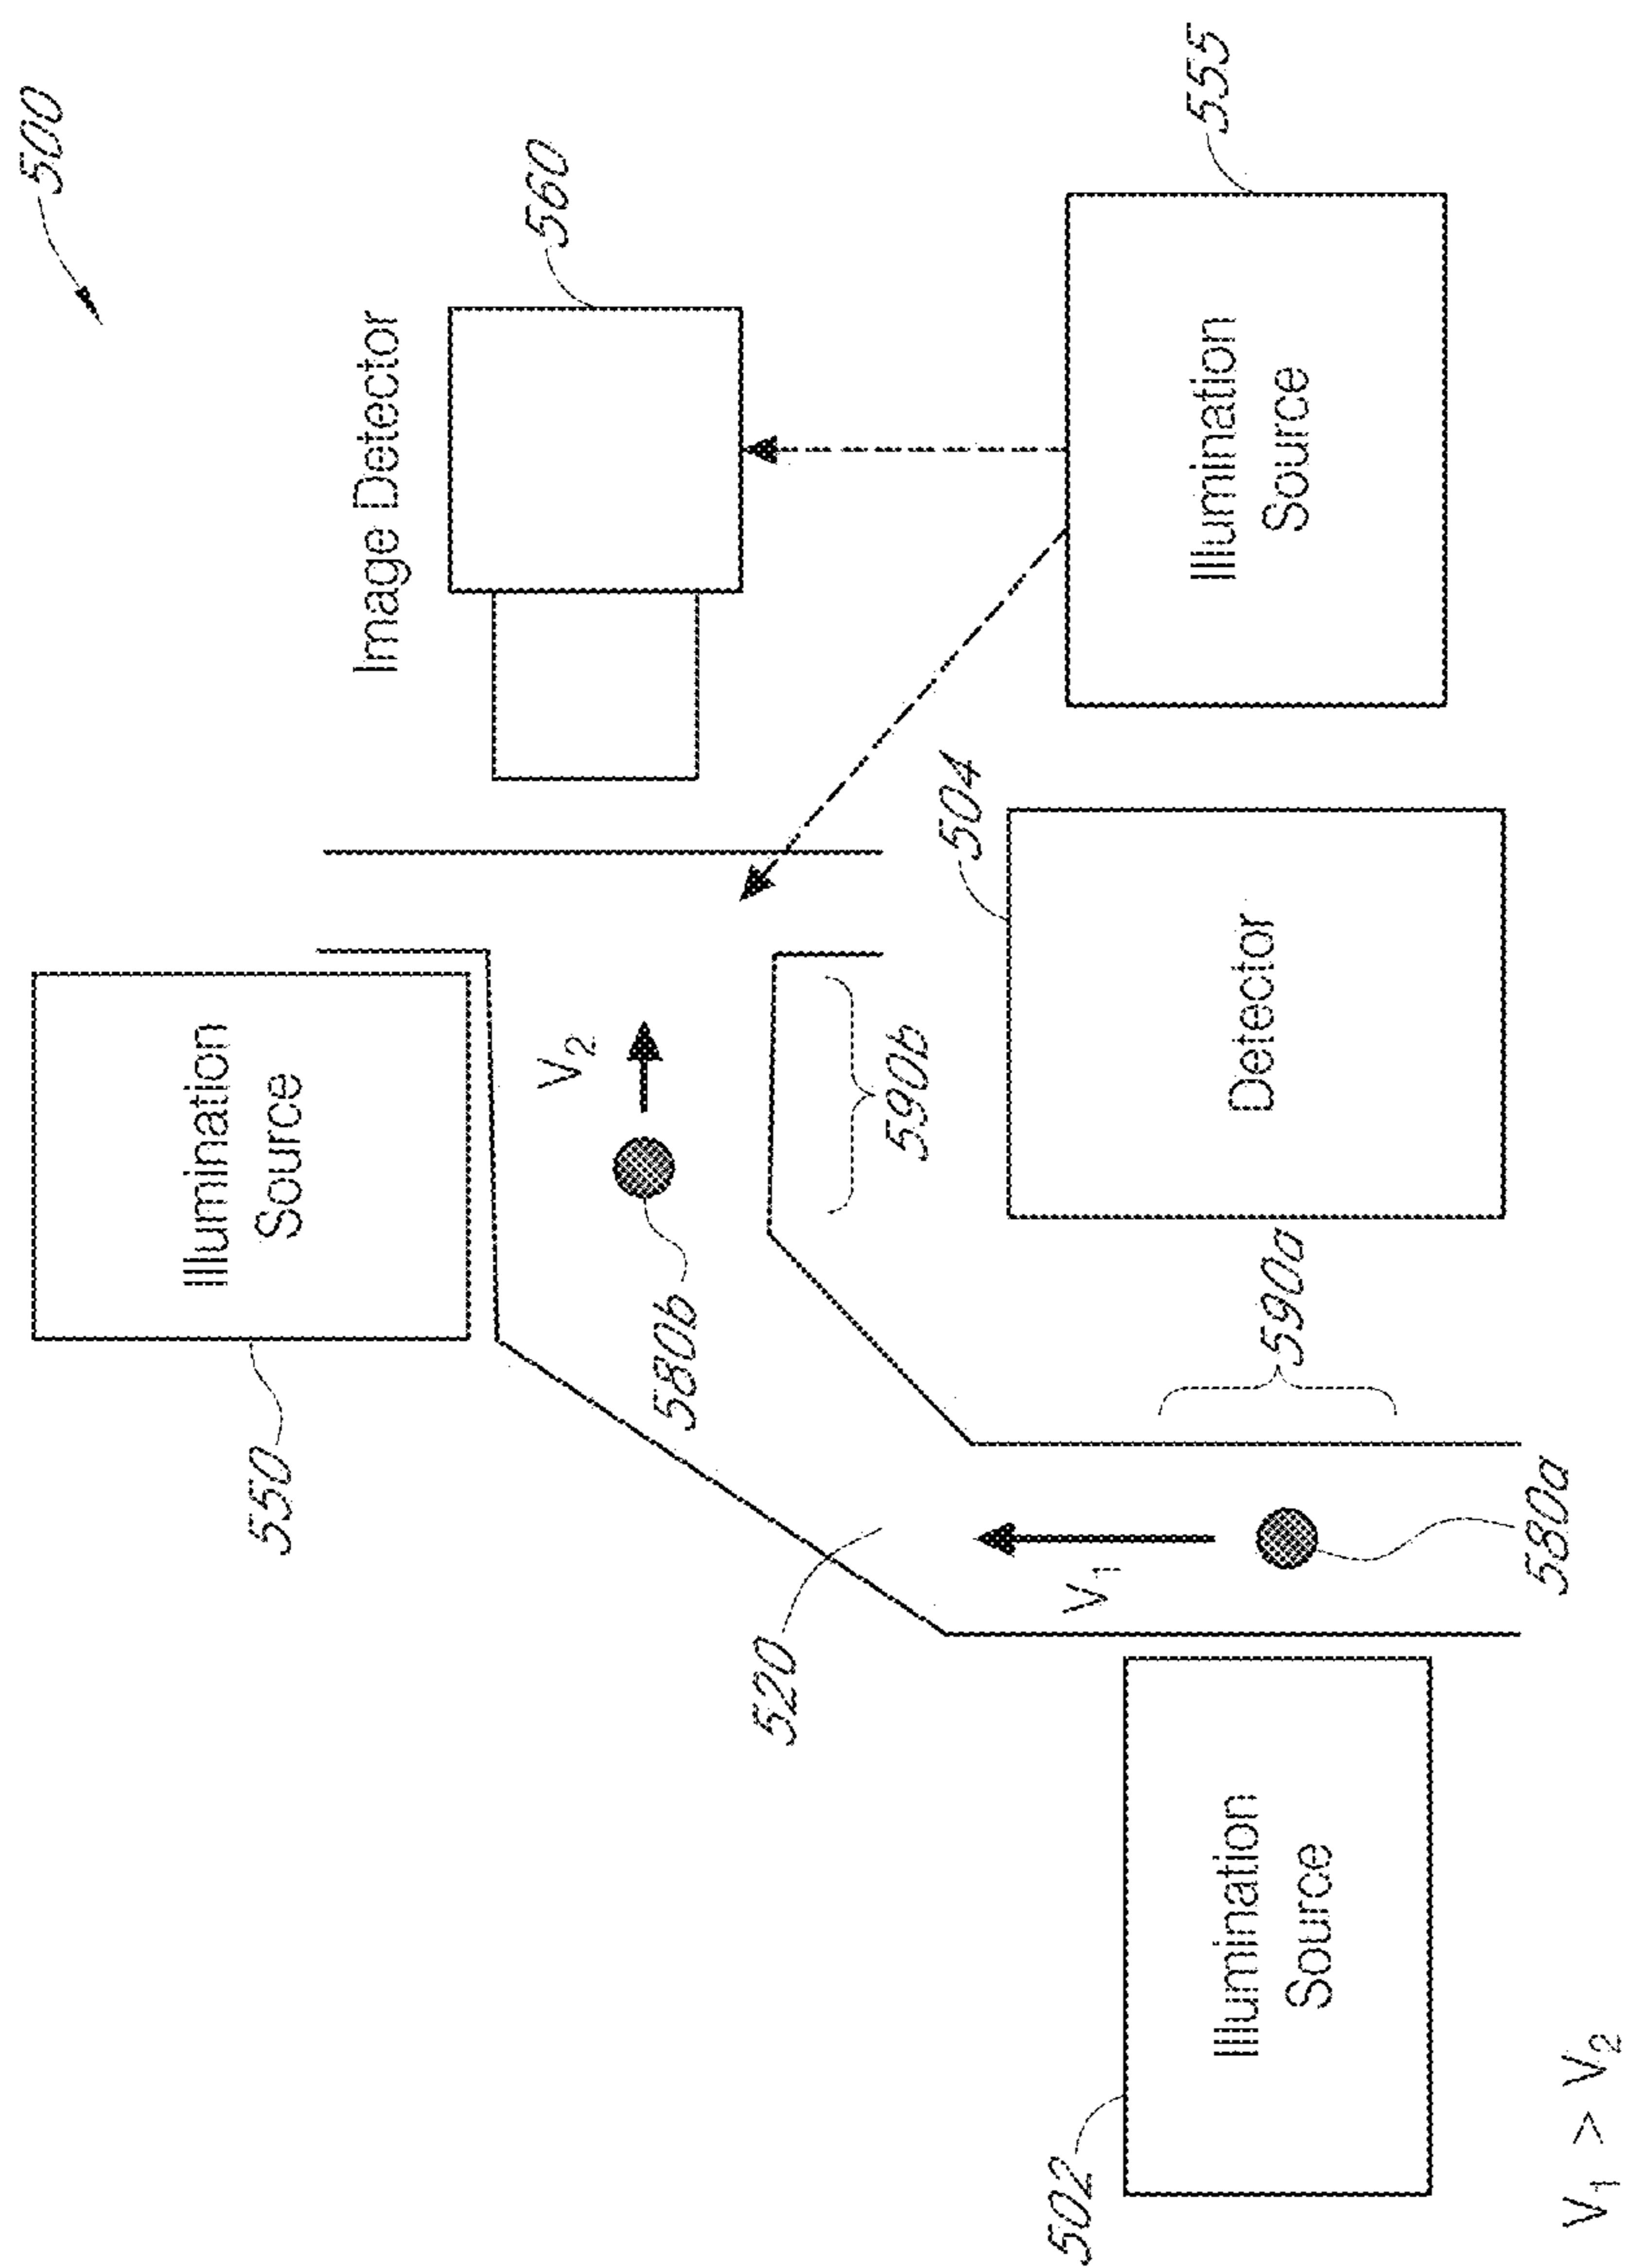 500
Illumination
Source
550
Image Detector
560
V₂
580b
520
590b
504
502
V₁
Illumination
Source
Detector
590a
Illumination
Source
555
580a
V₁ > V₂